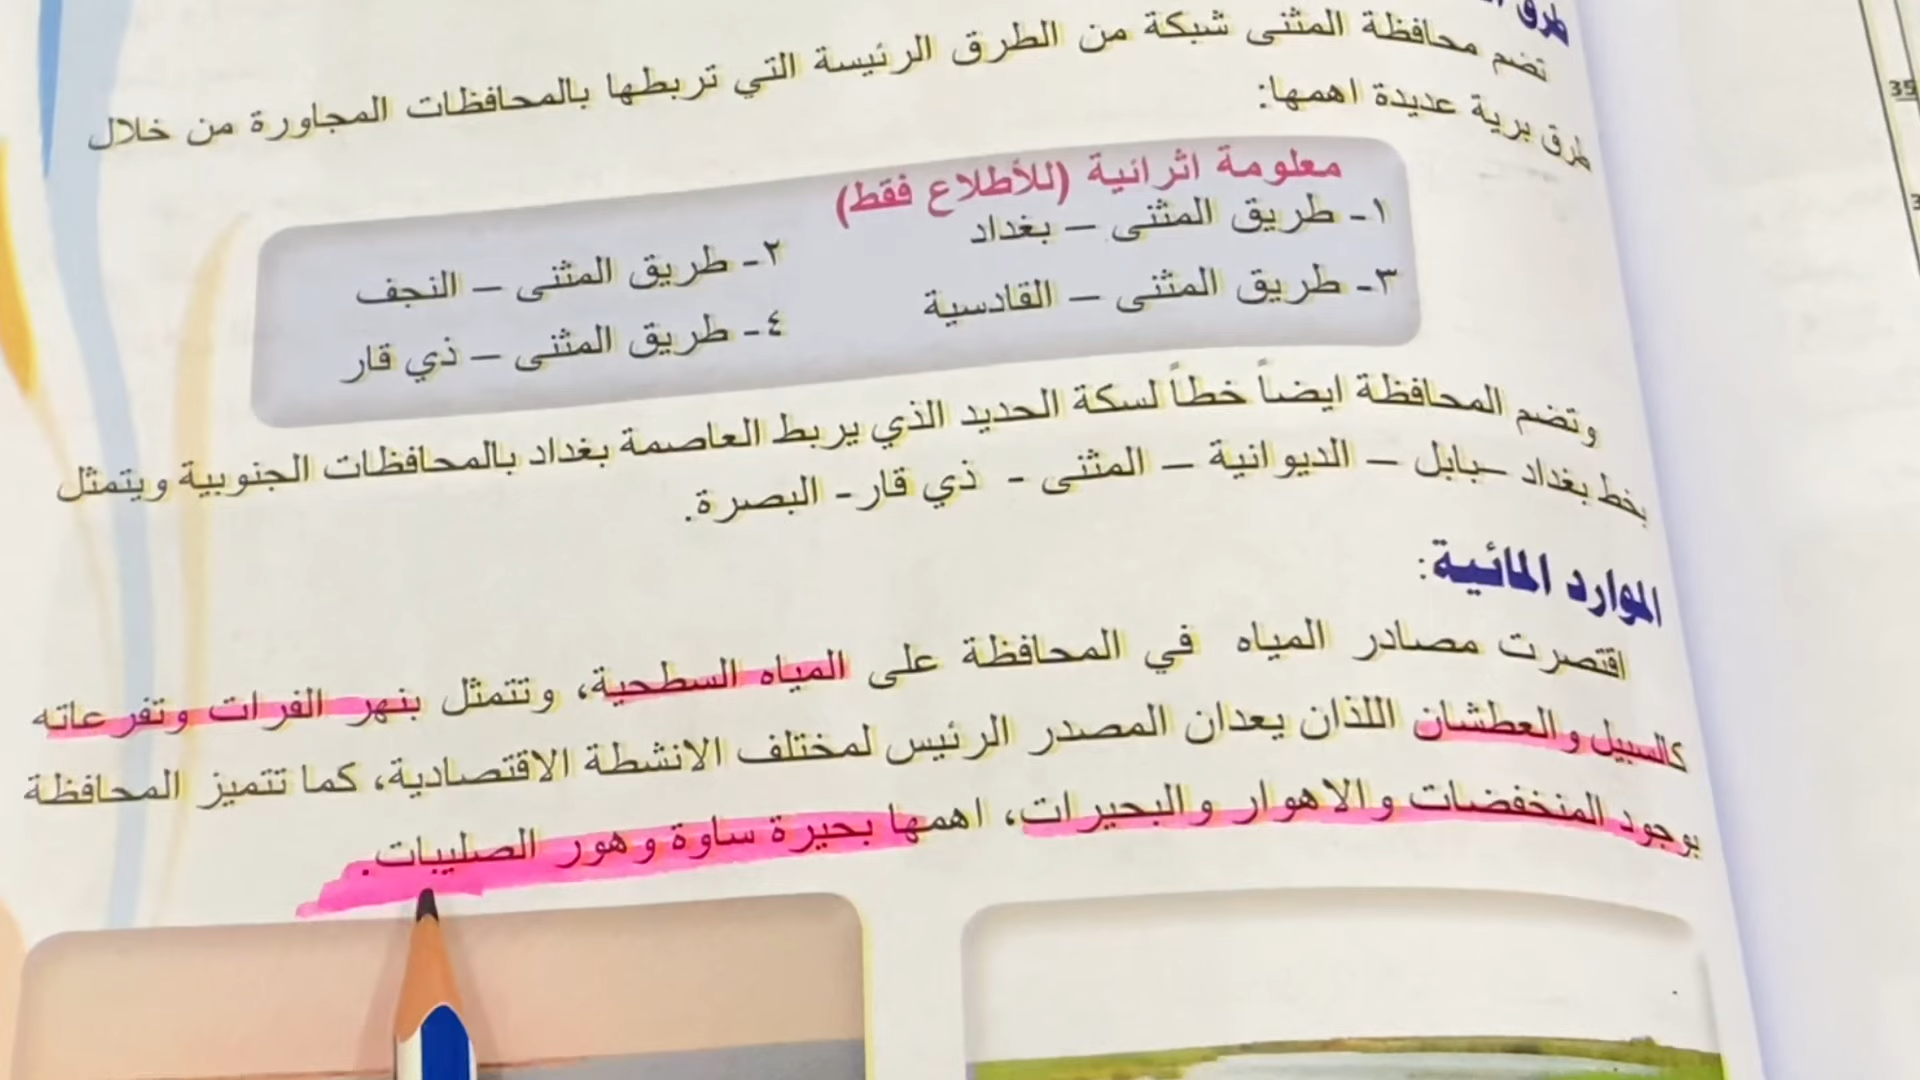 طرق
تضم محافظة المثنى شبكة من الطرق الرئيسة التي تربطها بالمحافظات المجاورة من خلال
طرق برية عديدة اهمها:
معلومة اثرائية (للأطلاع فقط)
١- طريق المثنى – بغداد
٢- طريق المثنى – النجف
٣- طريق المثنى – القادسية
٤- طريق المثنى – ذي قار
وتضم المحافظة ايضاً خطاً لسكة الحديد الذي يربط العاصمة بغداد بالمحافظات الجنوبية ويتمثل
بخط بغداد –بابل – الديوانية – المثنى - ذي قار- البصرة.
الموارد المائية:
اقتصرت مصادر المياه في المحافظة على المياه السطحية، وتتمثل بنهر الفرات وتفرعاته
كالسبيل والعطشان اللذان يعدان المصدر الرئيس لمختلف الانشطة الاقتصادية، كما تتميز المحافظة
بوجود المنخفضات والاهوار والبحيرات، اهمها بحيرة ساوة وهور الصليبات.
35